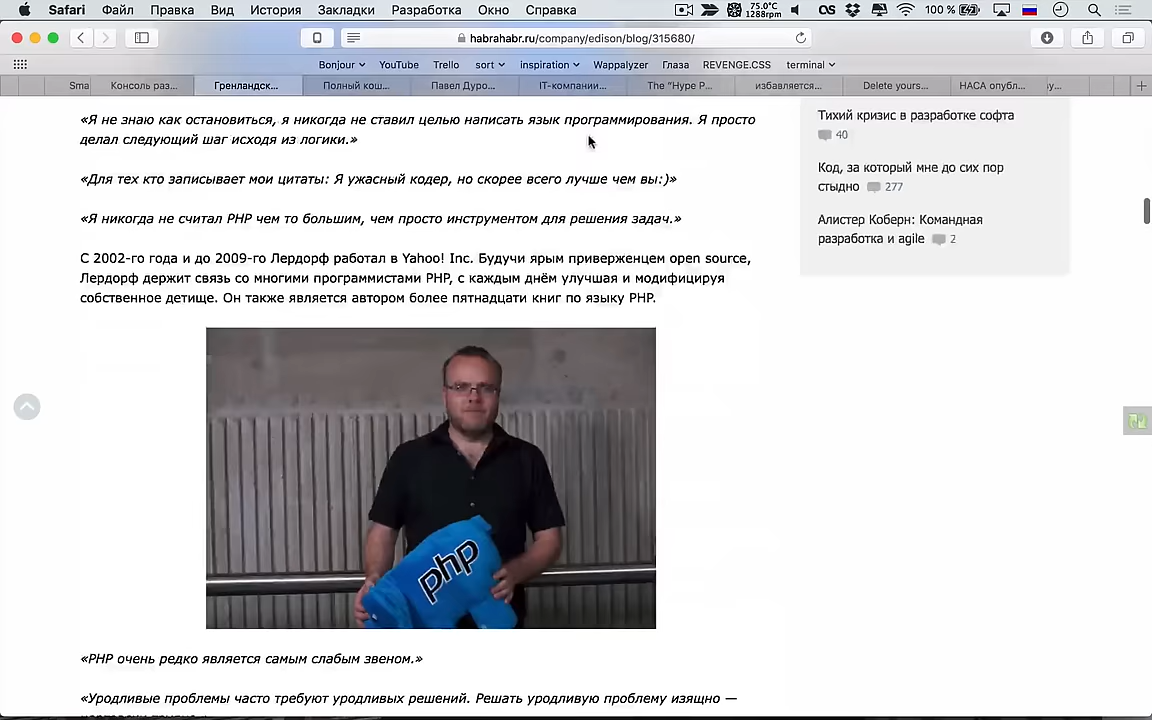 Safari Файл Правка Вид История Закладки Разработка Окно Справка 75.0°C 1288rpm 100 %
habrahabr.ru/company/edison/blog/315680/
Bonjour YouTube Trello sort inspiration Wappalyzer Глаза REVENGE.CSS terminal
Sma Консоль раз... Гренландск... Полный кош... Павел Дуро... IT-компании... The "Hype P... избавляется... Delete yours... НАСА опубл...
«Я не знаю как остановиться, я никогда не ставил целью написать язык программирования. Я просто
делал следующий шаг исходя из логики.»
«Для тех кто записывает мои цитаты: Я ужасный кодер, но скорее всего лучше чем вы:)»
«Я никогда не считал PHP чем то большим, чем просто инструментом для решения задач.»
С 2002-го года и до 2009-го Лердорф работал в Yahoo! Inc. Будучи ярым приверженцем open source,
Лердорф держит связь со многими программистами PHP, с каждым днём улучшая и модифицируя
собственное детище. Он также является автором более пятнадцати книг по языку PHP.
php
«PHP очень редко является самым слабым звеном.»
«Уродливые проблемы часто требуют уродливых решений. Решать уродливую проблему изящно —
Тихий кризис в разработке софта
40
Код, за который мне до сих пор
стыдно 277
Алистер Коберн: Командная
разработка и agile 2